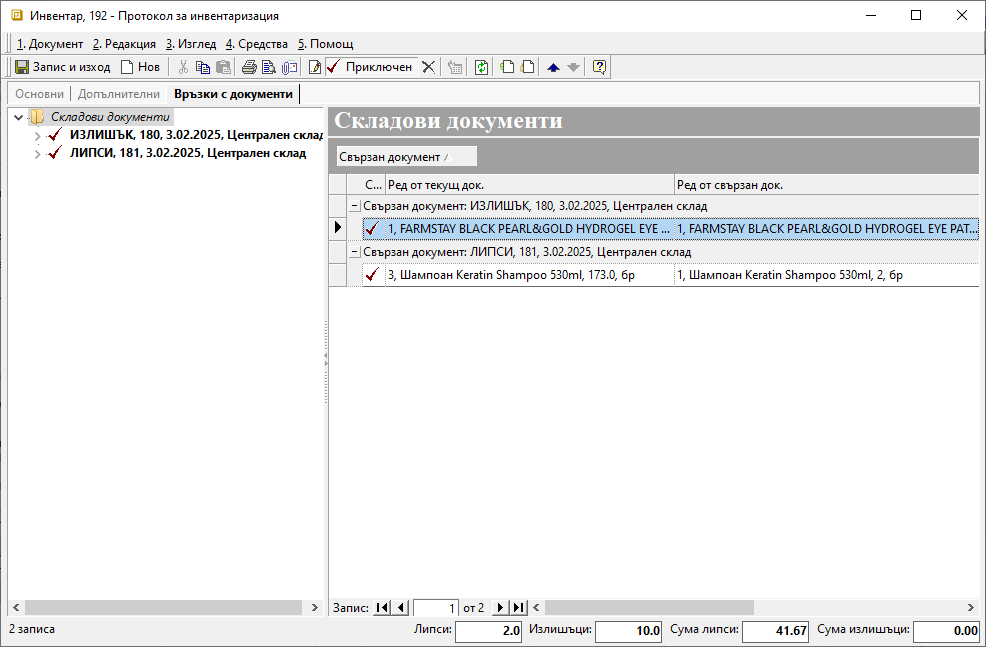 Инвентар, 192 - Протокол за инвентаризация
1. Документ 2. Редакция 3. Изглед 4. Средства 5. Помощ
Запис и изход Нов Приключен
Основни Допълнителни Връзки с документи
Складови документи
ИЗЛИШЪК, 180, 3.02.2025, Централен склад
ЛИПСИ, 181, 3.02.2025, Централен склад
Складови документи
Свързан документ
С... Ред от текущ док. Ред от свързан док.
Свързан документ: ИЗЛИШЪК, 180, 3.02.2025, Централен склад
1, FARMSTAY BLACK PEARL&GOLD HYDROGEL EYE ... 1, FARMSTAY BLACK PEARL&GOLD HYDROGEL EYE PAT...
Свързан документ: ЛИПСИ, 181, 3.02.2025, Централен склад
3, Шампоан Keratin Shampoo 530ml, 173.0, бр 1, Шампоан Keratin Shampoo 530ml, 2, бр
Запис: 1 от 2
2 записа Липси: 2.0 Излишъци: 10.0 Сума липси: 41.67 Сума излишъци: 0.00